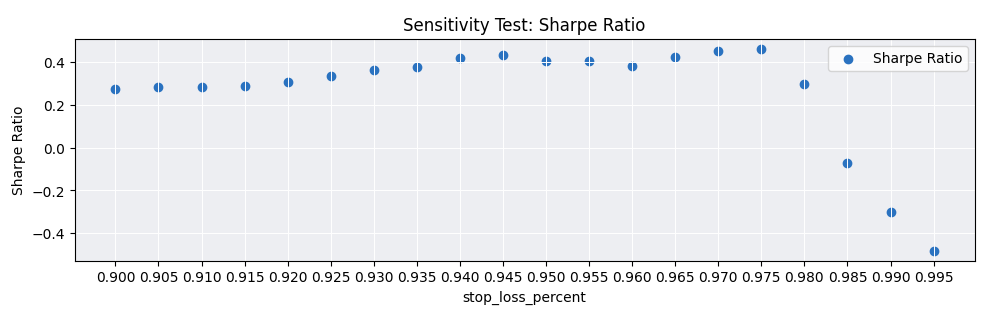 Sensitivity Test: Sharpe Ratio
Sharpe Ratio
0.4
0.2
0.0
−0.2
−0.4
Sharpe Ratio
0.900 0.905 0.910 0.915 0.920 0.925 0.930 0.935 0.940 0.945 0.950 0.955 0.960 0.965 0.970 0.975 0.980 0.985 0.990 0.995
stop_loss_percent